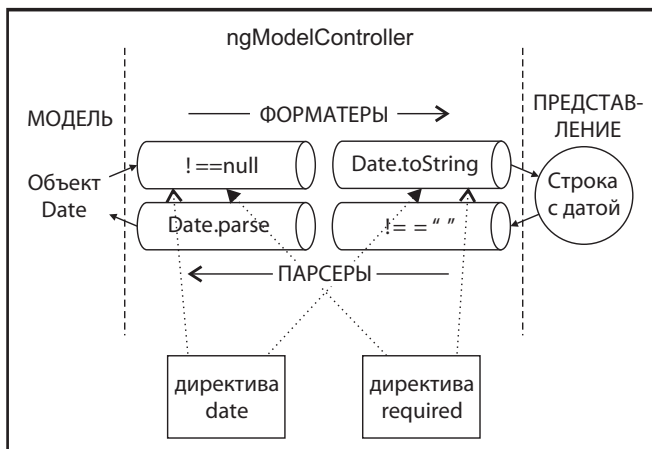 ngModelController
МОДЕЛЬ
ФОРМАТЕРЫ
ПРЕДСТАВ-
ЛЕНИЕ
! ==null
Date.toString
Объект
Date
Строка
с датой
Date.parse
!= = “ ”
ПАРСЕРЫ
директива
date
директива
required